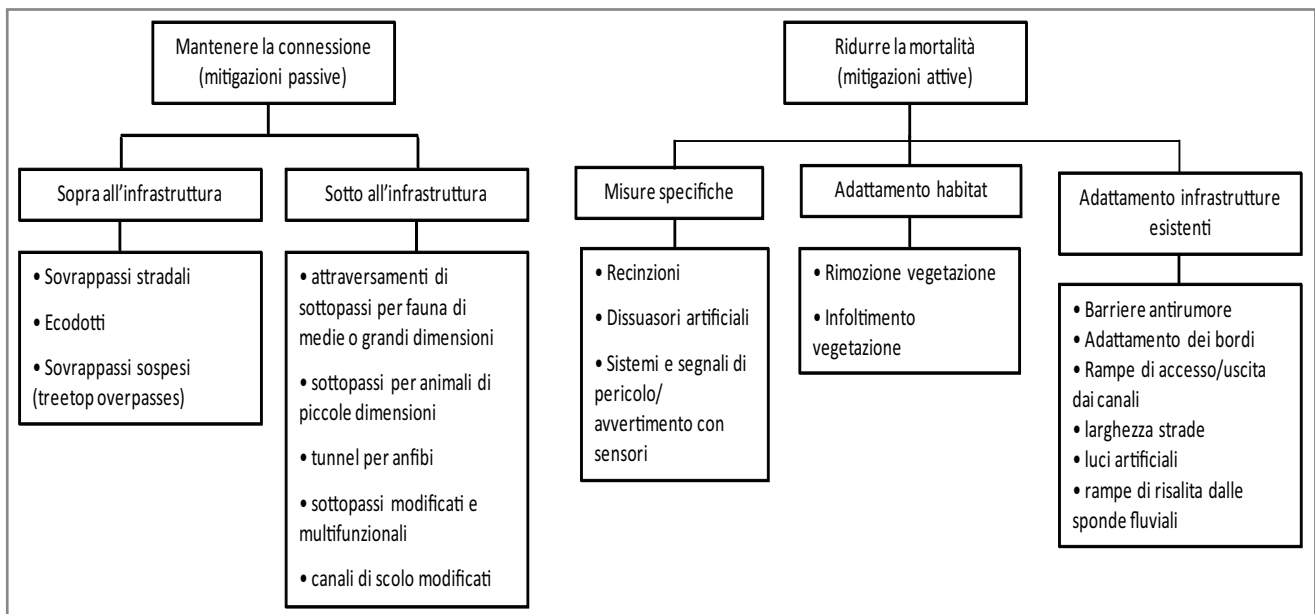 Mantenere la connessione
(mitigazioni passive)
Sopra all’infrastruttura
• Sovrappassi stradali
• Ecodotti
• Sovrappassi sospesi
(treetop overpasses)
Sotto all’infrastruttura
• attraversamenti di
sottopassi per fauna di
medie o grandi dimensioni
• sottopassi per animali di
piccole dimensioni
• tunnel per anfibi
• sottopassi modificati e
multifunzionali
• canali di scolo modificati
Ridurre la mortalità
(mitigazioni attive)
Misure specifiche
• Recinzioni
• Dissuasori artificiali
• Sistemi e segnali di
pericolo/
avvertimento con
sensori
Adattamento habitat
• Rimozione vegetazione
• Infoltimento
vegetazione
Adattamento infrastrutture
esistenti
• Barriere antirumore
• Adattamento dei bordi
• Rampe di accesso/uscita
dai canali
• larghezza strade
• luci artificiali
• rampe di risalita dalle
sponde fluviali